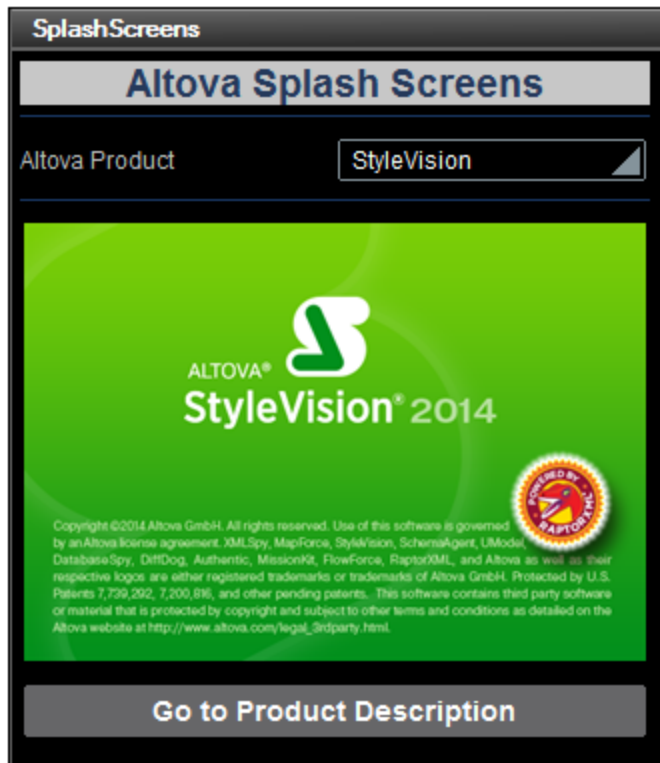 SplashScreens
Altova Splash Screens
Altova Product
StyleVision
ALTOVA®
StyleVision® 2014
POWERED BY
RAPTORXML
Copyright ©2014 Altova GmbH. All rights reserved. Use of this software is governed
by an Altova license agreement. XMLSpy, MapForce, StyleVision, SchemaAgent, UModel,
DatabaseSpy, DiffDog, Authentic, MissionKit, FlowForce, RaptorXML, and Altova as well as their
respective logos are either registered trademarks or trademarks of Altova GmbH. Protected by U.S.
Patents 7,739,292, 7,200,816, and other pending patents. This software contains third party software
or material that is protected by copyright and subject to other terms and conditions as detailed on the
Altova website at http://www.altova.com/legal_3rdparty.html.
Go to Product Description